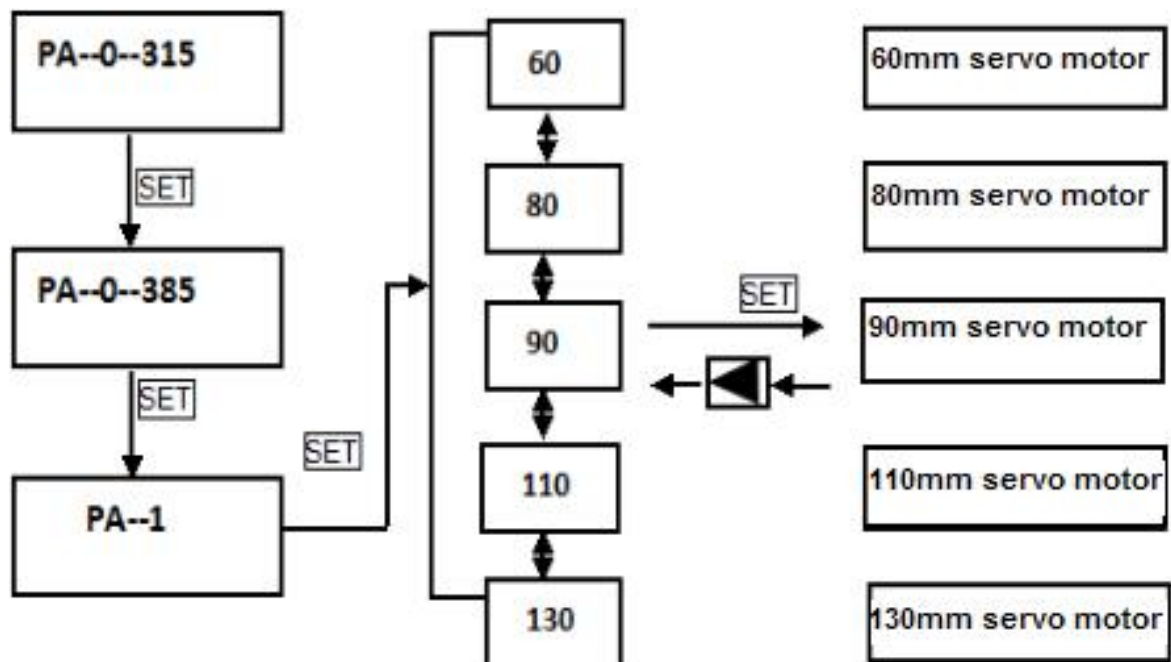 PA--0--315
SET
PA--0--385
SET
PA--1
SET
60
80
90
110
130
SET
60mm servo motor
80mm servo motor
90mm servo motor
110mm servo motor
130mm servo motor